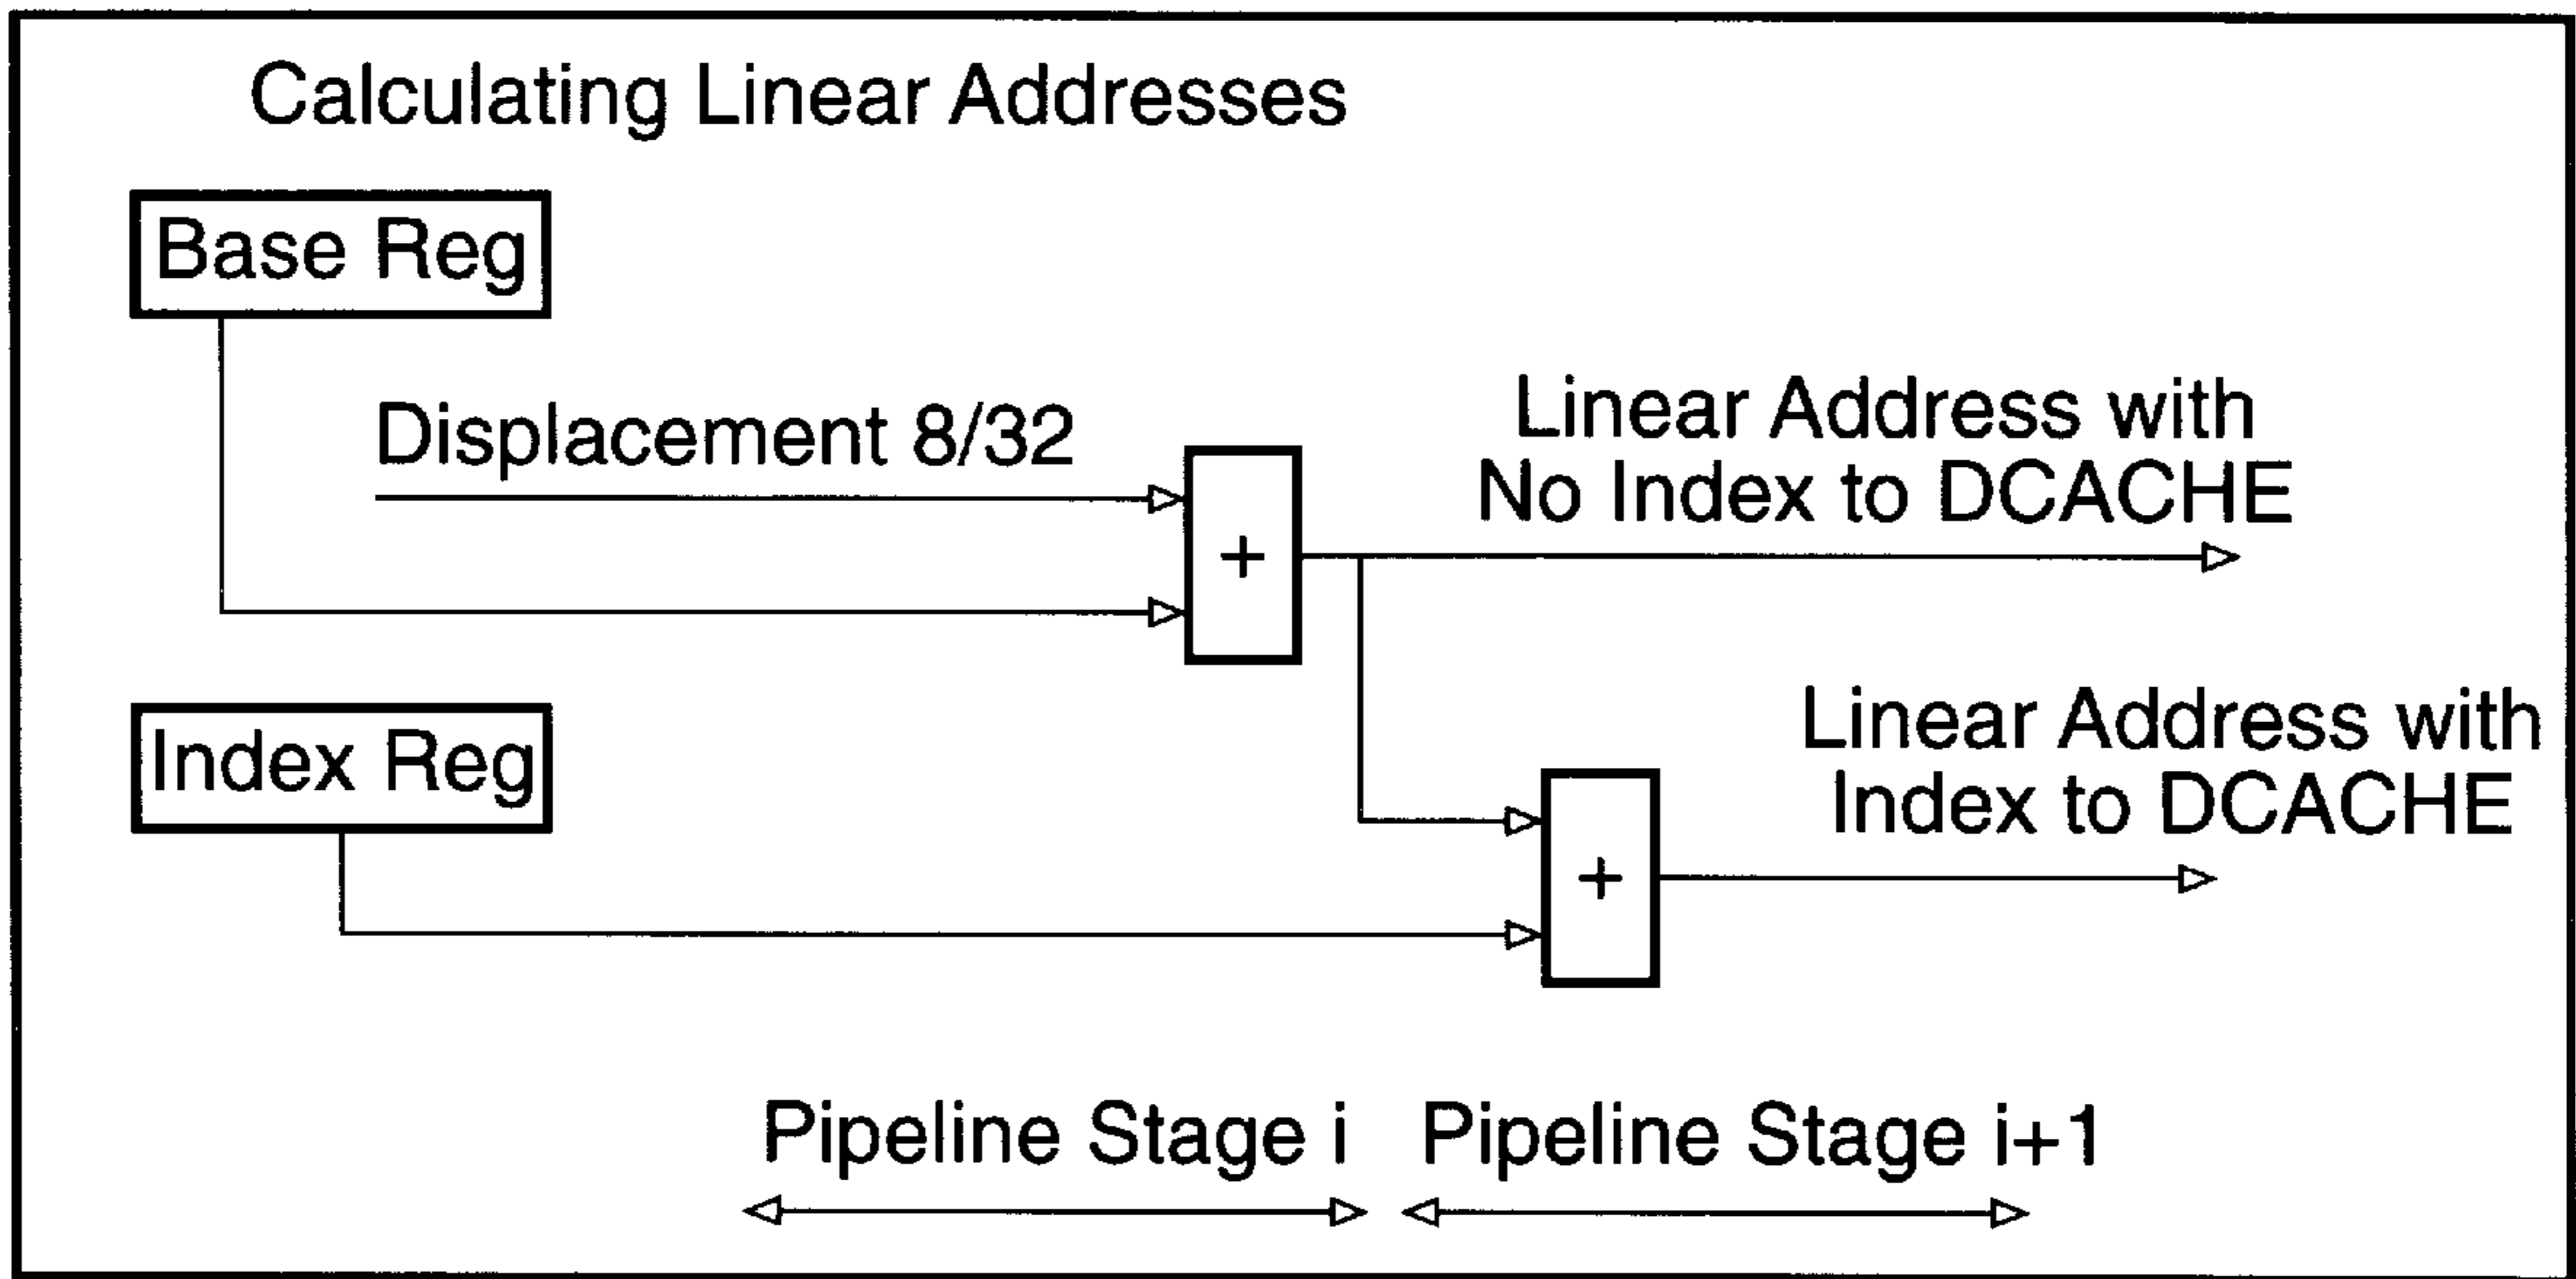 Calculating Linear Addresses
Base Reg
Displacement 8/32
Linear Address with
No Index to DCACHE
+
Index Reg
Linear Address with
Index to DCACHE
+
Pipeline Stage i
Pipeline Stage i+1